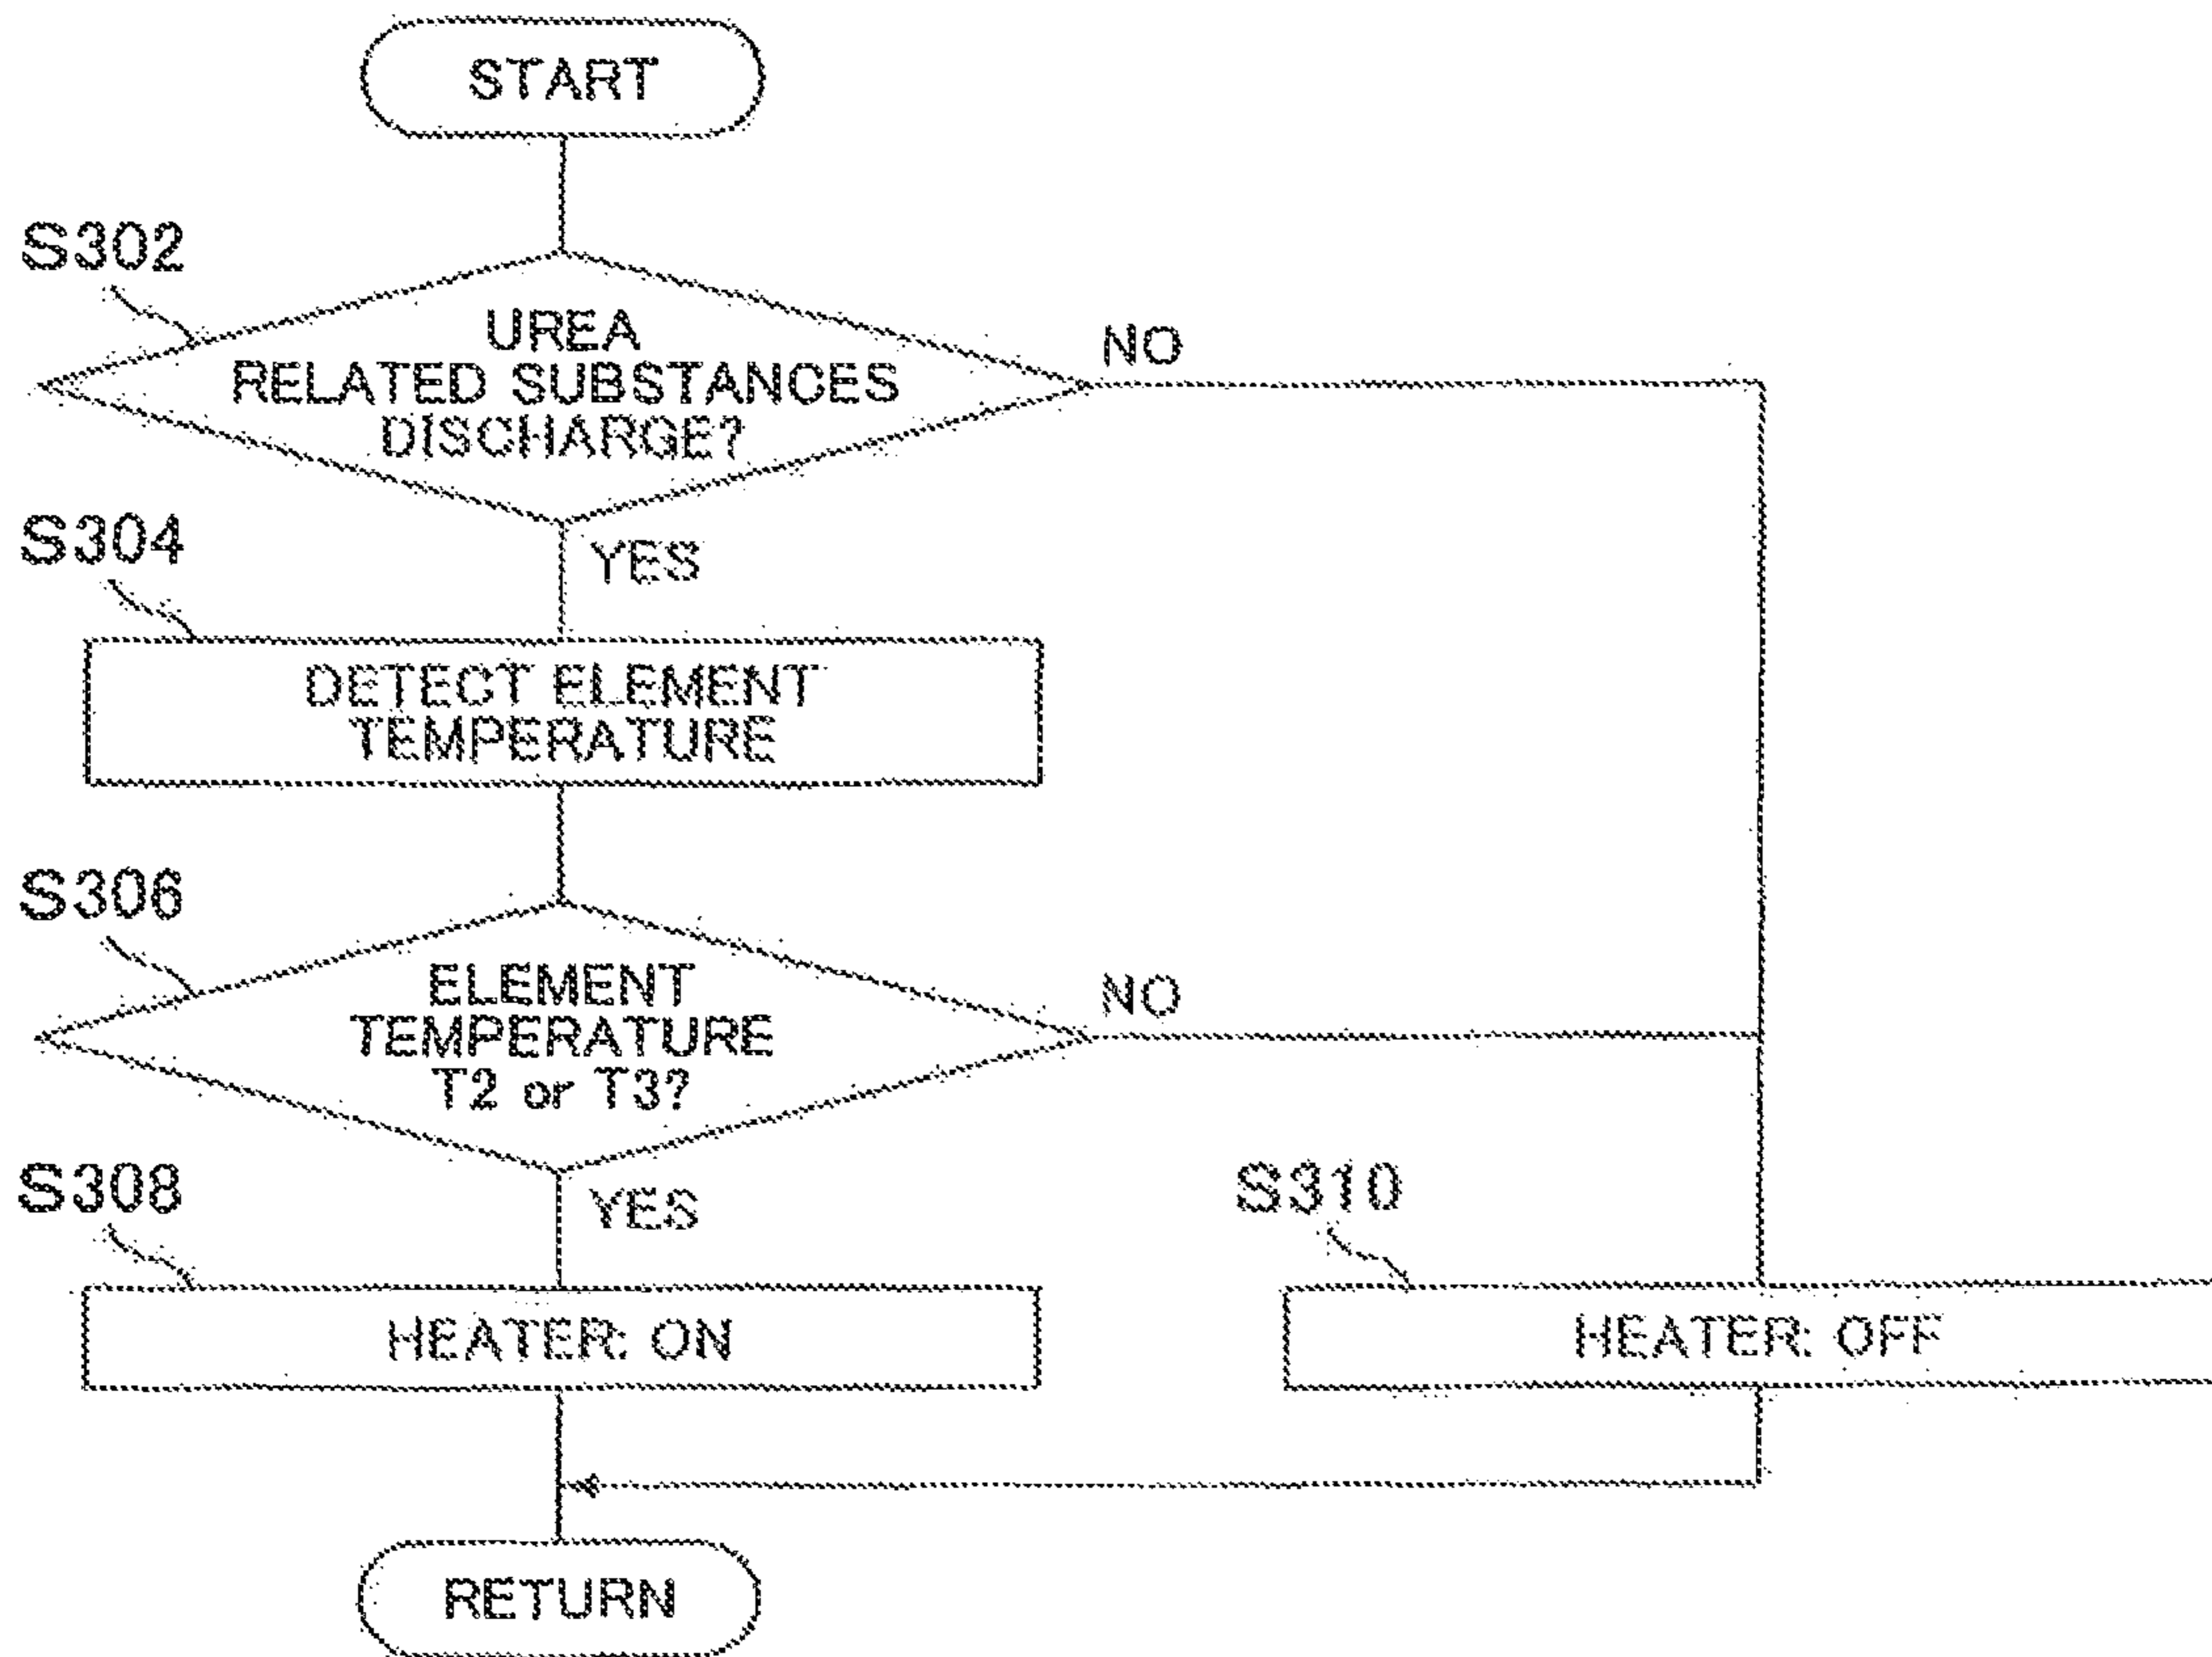 START
S302
UREA
RELATED SUBSTANCES
DISCHARGE?
NO
S304
YES
DETECT ELEMENT
TEMPERATURE
S306
ELEMENT
TEMPERATURE
T2 or T3?
NO
S308
YES
S310
HEATER: ON
HEATER: OFF
RETURN